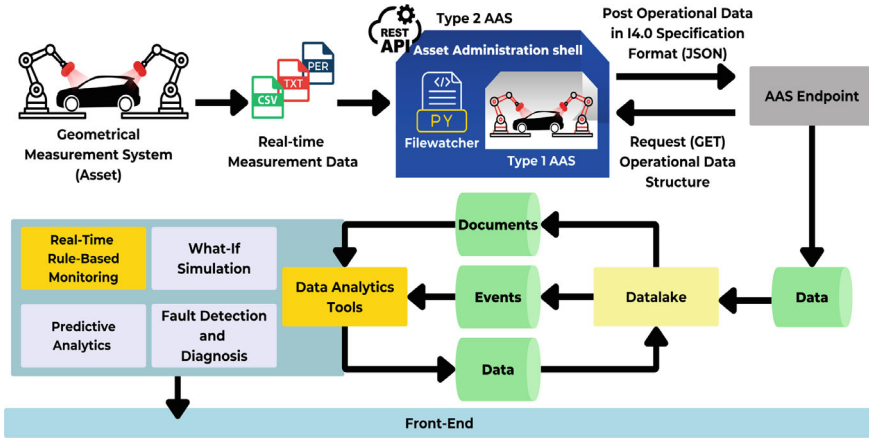 Type 2 AAS
REST
API
Asset Administration shell
PY
Filewatcher
Type 1 AAS
Post Operational Data
in I4.0 Specification
Format (JSON)
AAS Endpoint
CSV
TXT
PER
Geometrical
Measurement System
(Asset)
Real-time
Measurement Data
Request (GET)
Operational Data
Structure
Documents
Real-Time
Rule-Based
Monitoring
What-If
Simulation
Data Analytics
Tools
Events
Datalake
Data
Predictive
Analytics
Fault Detection
and
Diagnosis
Data
Front-End